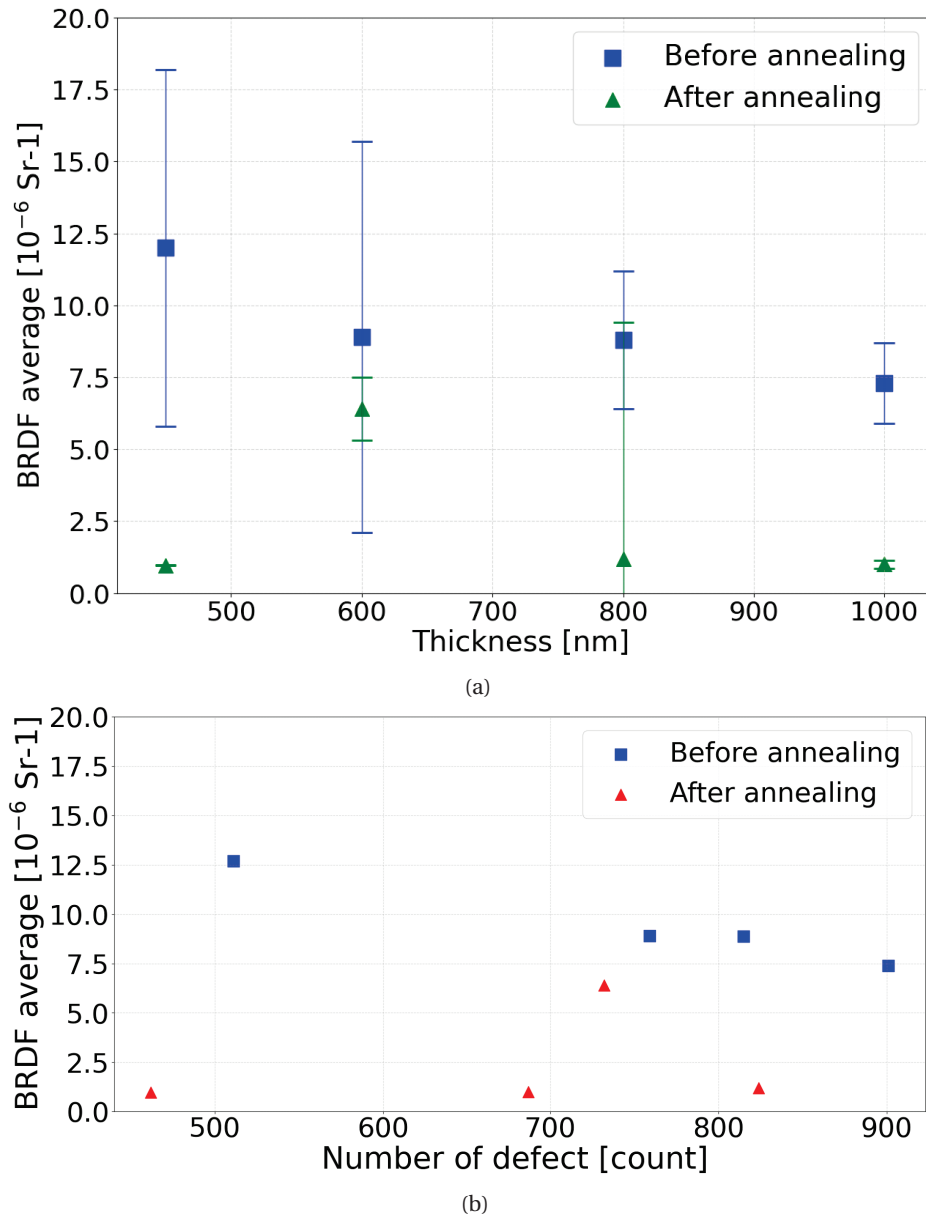 20.0
17.5
15.0
12.5
10.0
7.5
5.0
2.5
0.0
BRDF average [10⁻⁶ Sr-1]
Before annealing
After annealing
500 600 700 800 900 1000
Thickness [nm]
(a)
20.0
17.5
15.0
12.5
10.0
7.5
5.0
2.5
0.0
BRDF average [10⁻⁶ Sr-1]
Before annealing
After annealing
500 600 700 800 900
Number of defect [count]
(b)